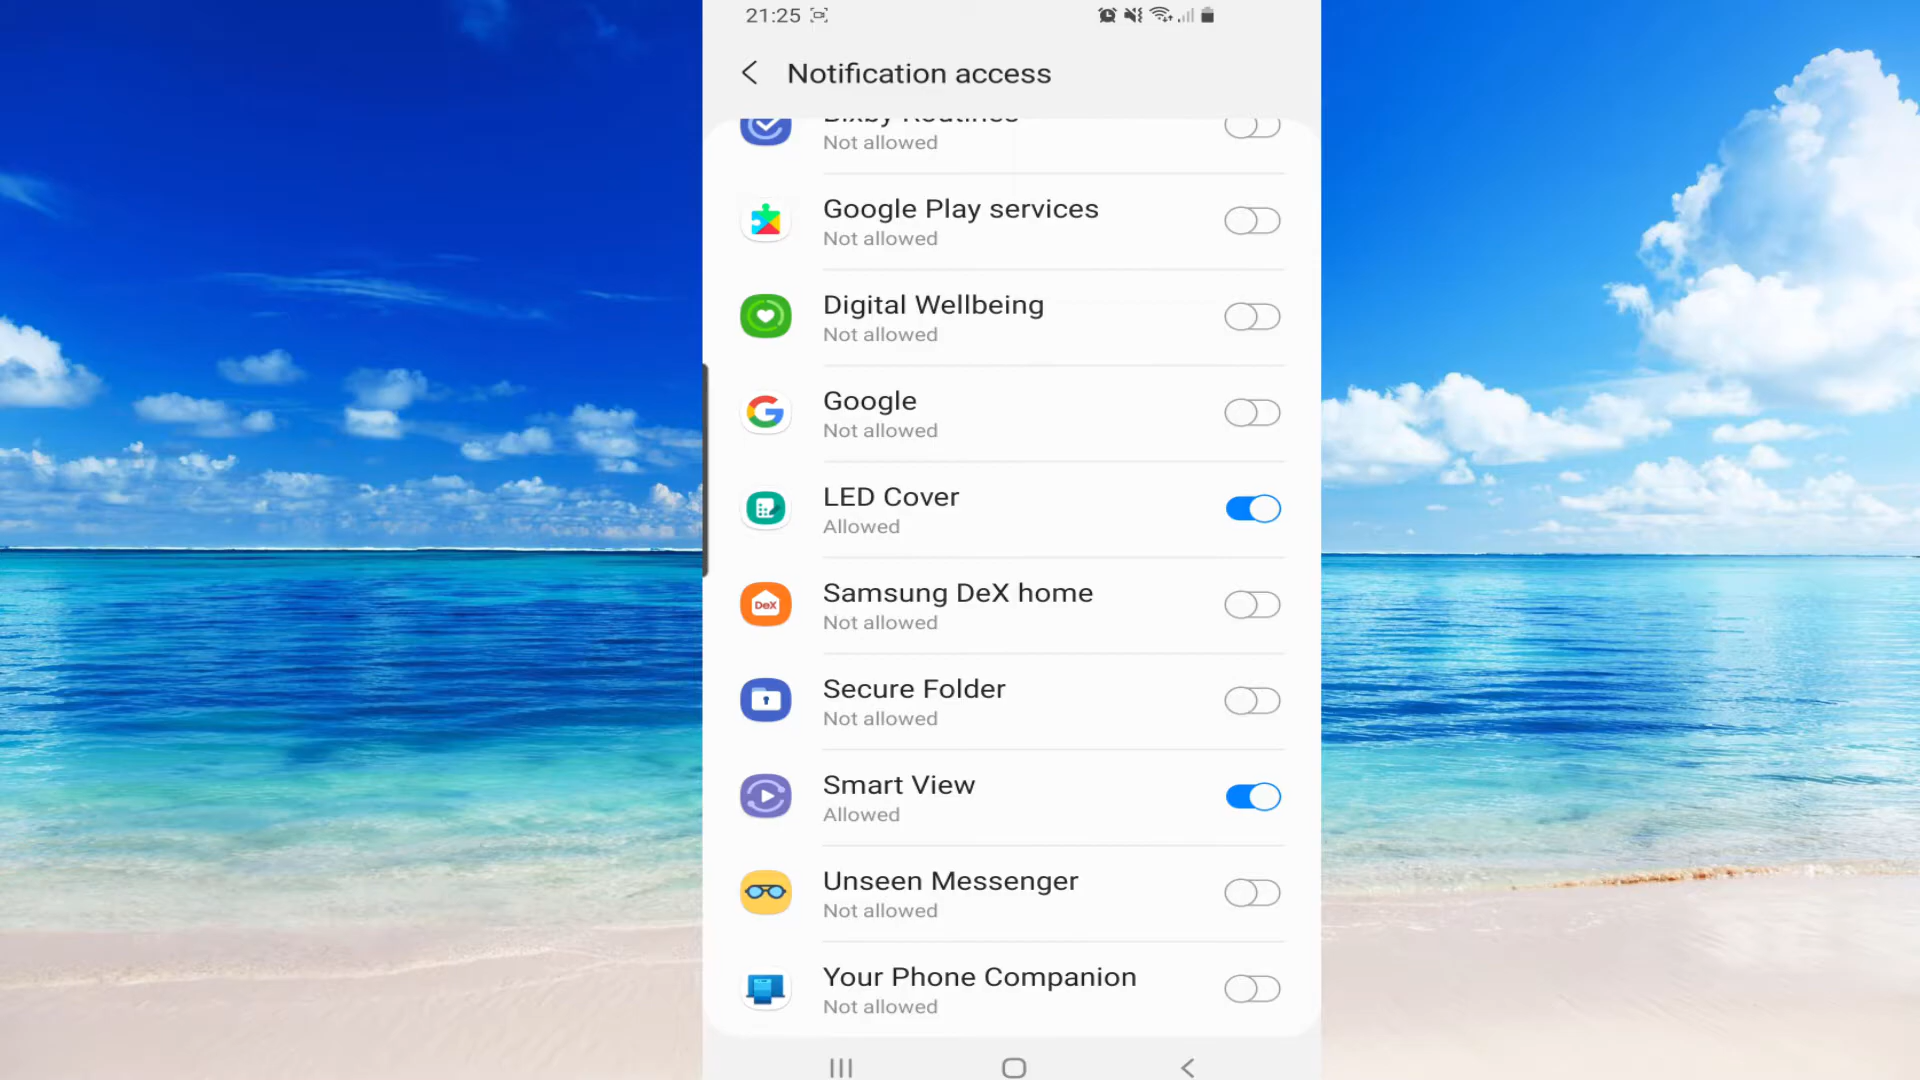 21:25
Notification access
Bixby Routines
Not allowed
Google Play services
Not allowed
Digital Wellbeing
Not allowed
Google
Not allowed
LED Cover
Allowed
Samsung DeX home
Not allowed
DeX
Secure Folder
Not allowed
Smart View
Allowed
Unseen Messenger
Not allowed
Your Phone Companion
Not allowed